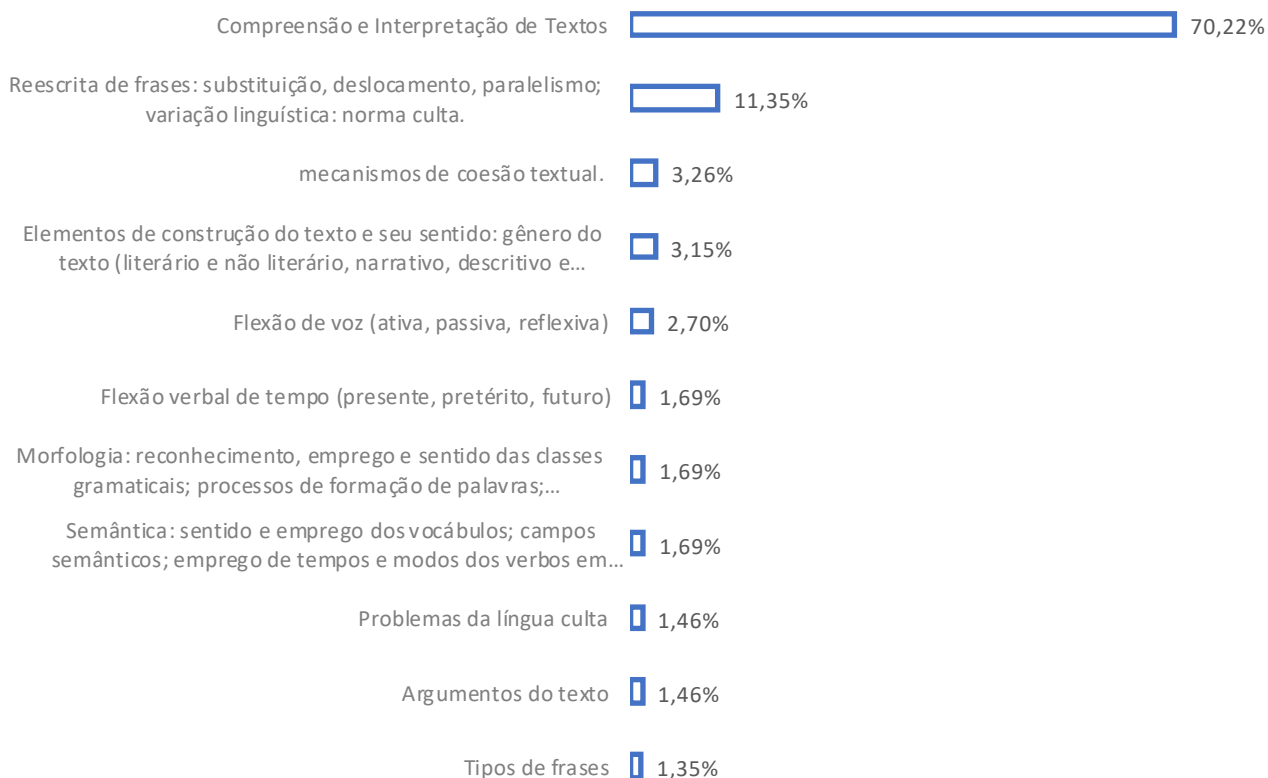 Compreensão e Interpretação de Textos 70,22%
Reescrita de frases: substituição, deslocamento, paralelismo;
variação linguística: norma culta. 11,35%
mecanismos de coesão textual. 3,26%
Elementos de construção do texto e seu sentido: gênero do
texto (literário e não literário, narrativo, descritivo e... 3,15%
Flexão de voz (ativa, passiva, reflexiva) 2,70%
Flexão verbal de tempo (presente, pretérito, futuro) 1,69%
Morfologia: reconhecimento, emprego e sentido das classes
gramaticais; processos de formação de palavras;... 1,69%
Semântica: sentido e emprego dos vocábulos; campos
semânticos; emprego de tempos e modos dos verbos em... 1,69%
Problemas da língua culta 1,46%
Argumentos do texto 1,46%
Tipos de frases 1,35%